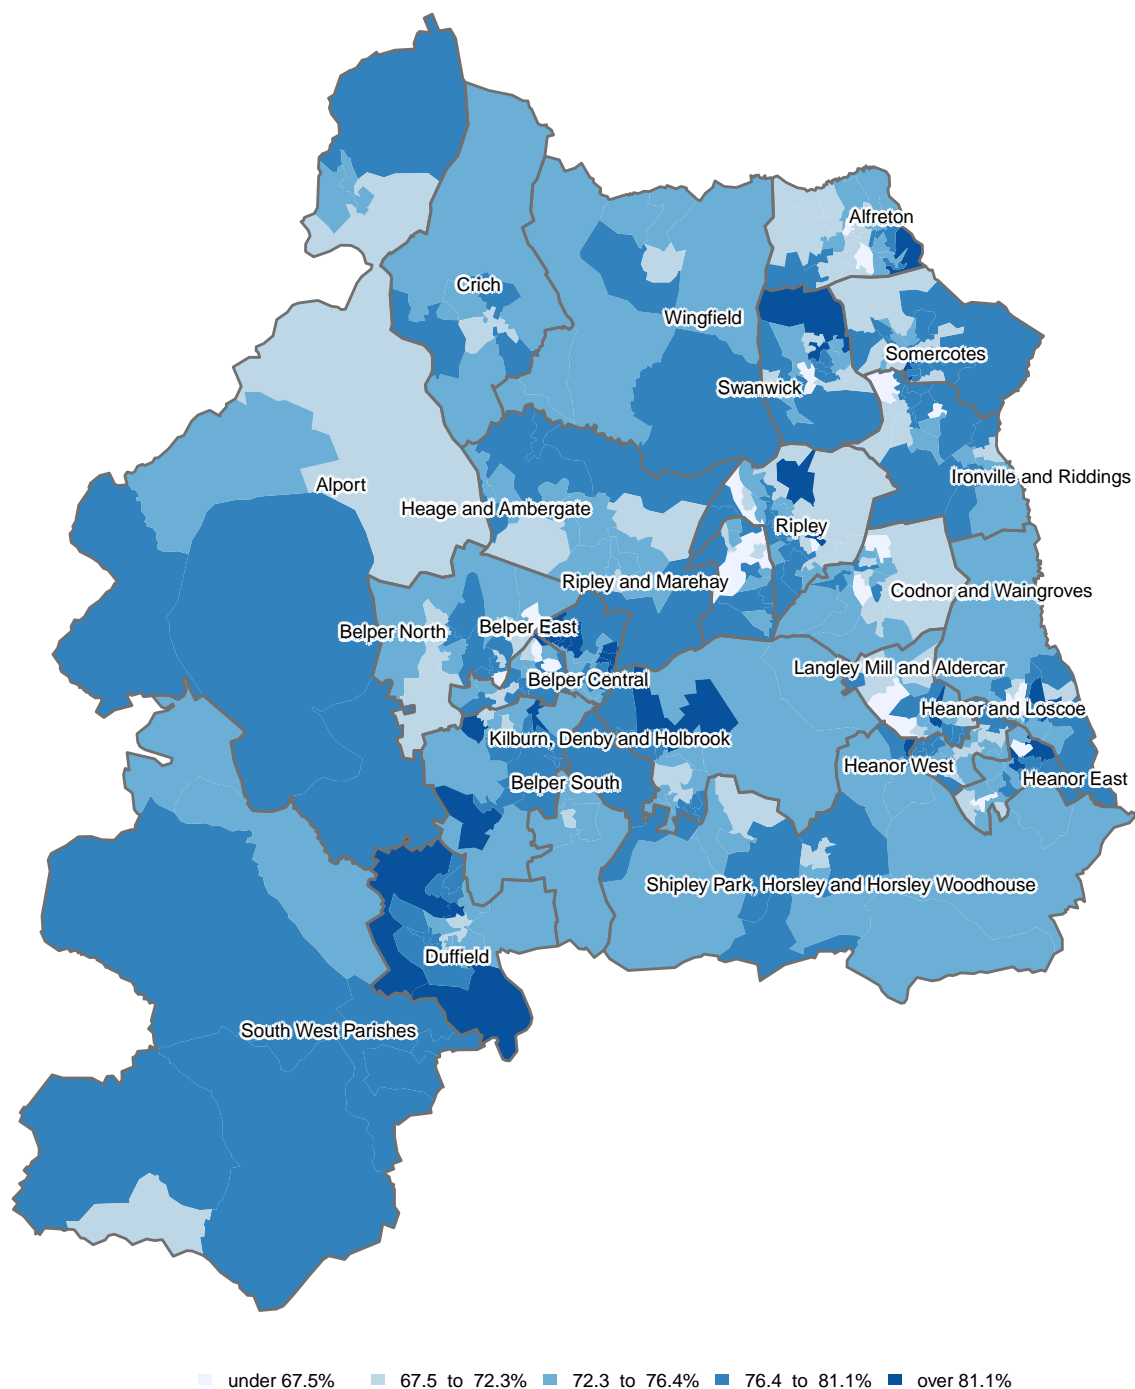 Alfreton
Crich
Wingfield
Somercotes
Swanwick
Ironville and Riddings
Alport
Heage and Ambergate
Ripley
Ripley and Marehay
Codnor and Waingroves
Belper North
Belper East
Langley Mill and Aldercar
Belper Central
Heanor and Loscoe
Kilburn, Denby and Holbrook
Heanor West
Heanor East
Belper South
Shipley Park, Horsley and Horsley Woodhouse
Duffield
South West Parishes
under 67.5% 67.5 to 72.3% 72.3 to 76.4% 76.4 to 81.1% over 81.1%